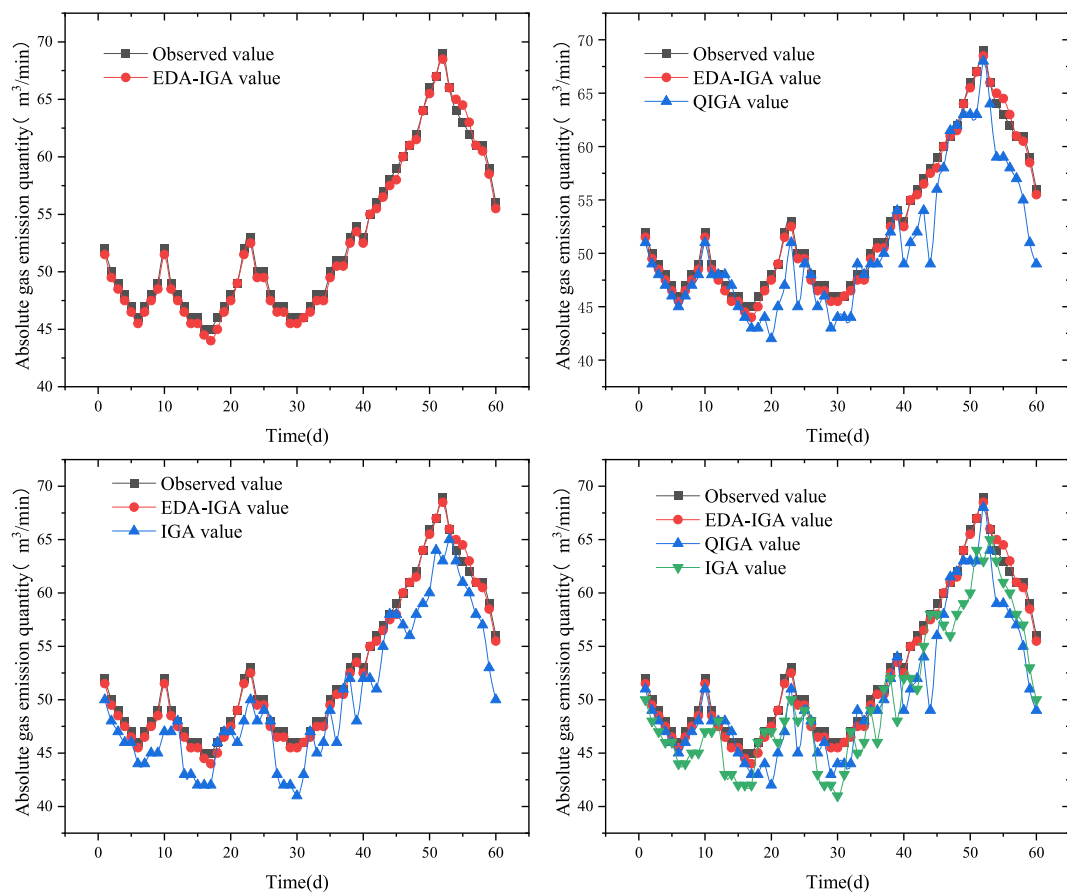 Observed value
EDA-IGA value
Absolute gas emission quantity( m³/min)
70
65
60
55
50
45
40
0 10 20 30 40 50 60
Time(d)
Observed value
EDA-IGA value
QIGA value
Absolute gas emission quantity( m³/min)
70
65
60
55
50
45
40
0 10 20 30 40 50 60
Time(d)
Observed value
EDA-IGA value
IGA value
Absolute gas emission quantity( m³/min)
70
65
60
55
50
45
40
0 10 20 30 40 50 60
Time(d)
Observed value
EDA-IGA value
QIGA value
IGA value
Absolute gas emission quantity( m³/min)
70
65
60
55
50
45
40
0 10 20 30 40 50 60
Time(d)